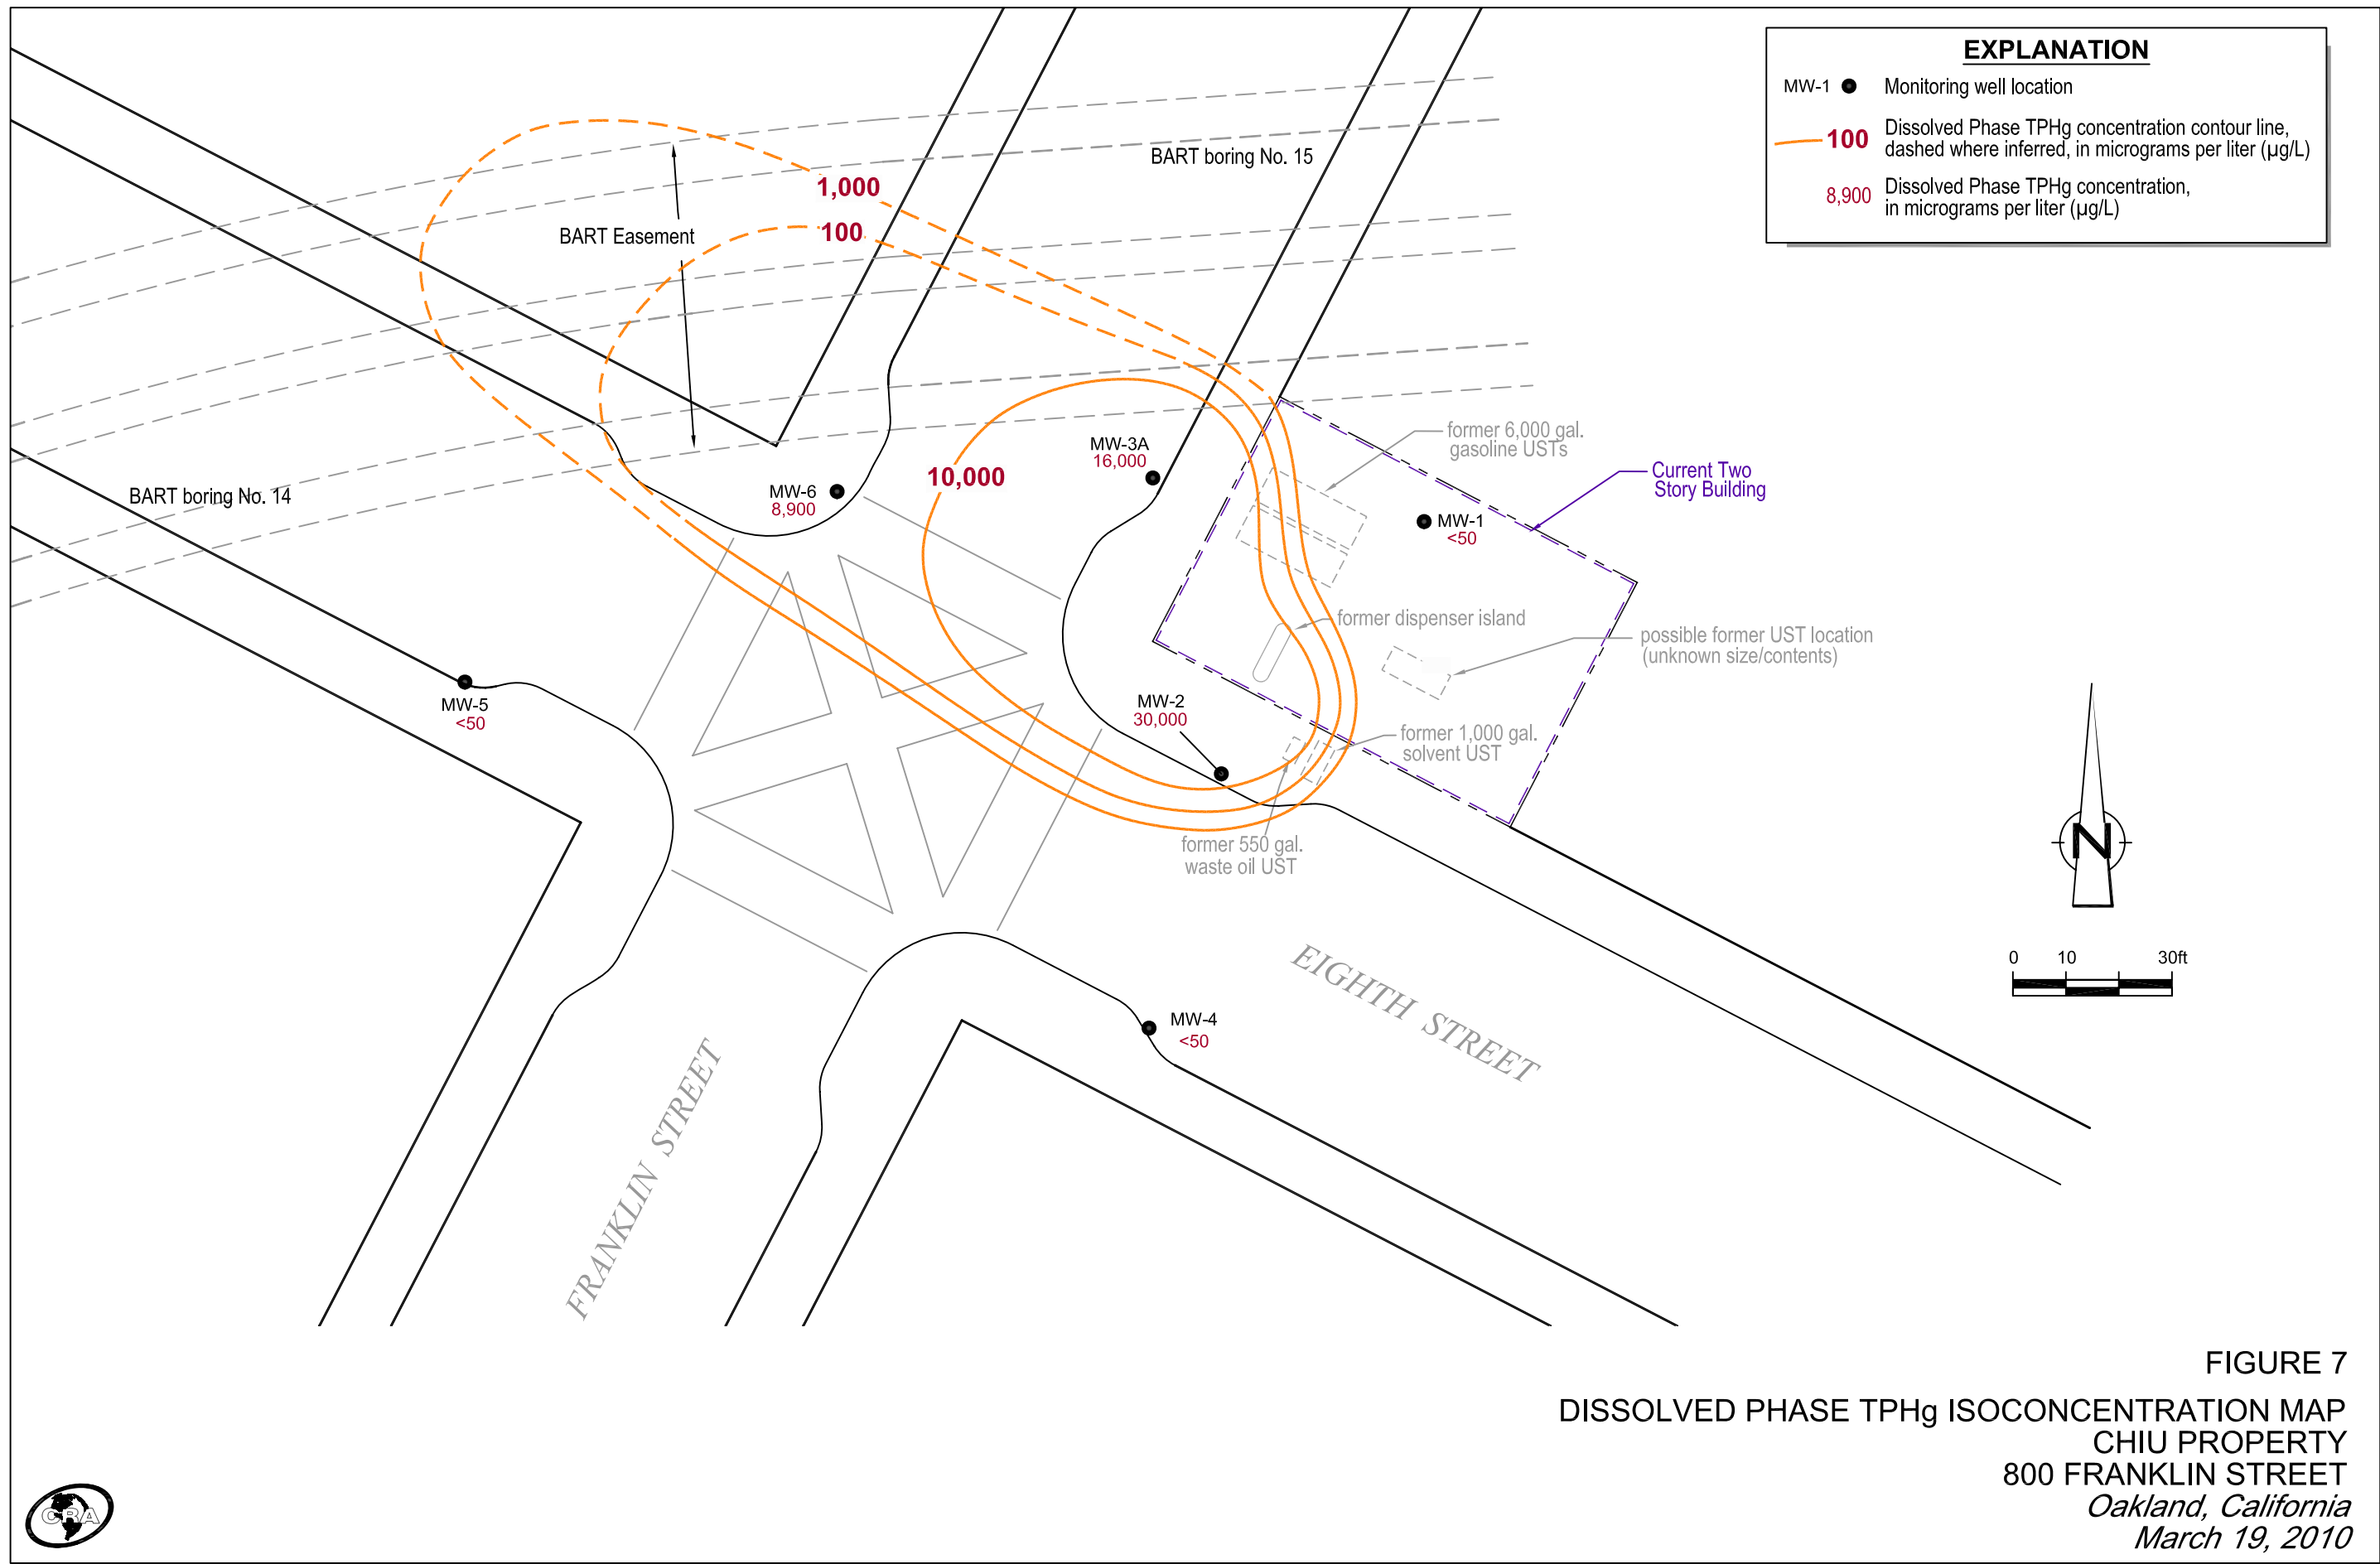 EXPLANATION
MW-1 Monitoring well location
100 Dissolved Phase TPHg concentration contour line,
dashed where inferred, in micrograms per liter (µg/L)
8,900 Dissolved Phase TPHg concentration,
in micrograms per liter (µg/L)
BART boring No. 15
1,000
100
BART Easement
former 6,000 gal.
gasoline USTs
MW-3A
16,000
10,000
Current Two
Story Building
BART boring No. 14
MW-6
8,900
MW-1
<50
former dispenser island
possible former UST location
(unknown size/contents)
MW-5
<50
MW-2
30,000
former 1,000 gal.
solvent UST
former 550 gal.
waste oil UST
N
0 10 30ft
EIGHTH STREET
MW-4
<50
FRANKLIN STREET
FIGURE 7
DISSOLVED PHASE TPHg ISOCONCENTRATION MAP
CHIU PROPERTY
800 FRANKLIN STREET
Oakland, California
March 19, 2010
CRA